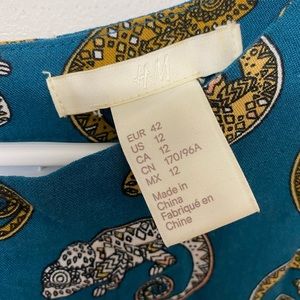 H&M
EUR 42
US 12
CA 12
CN 170/96A
MX 12
Made in
China
Fabriqué en
Chine